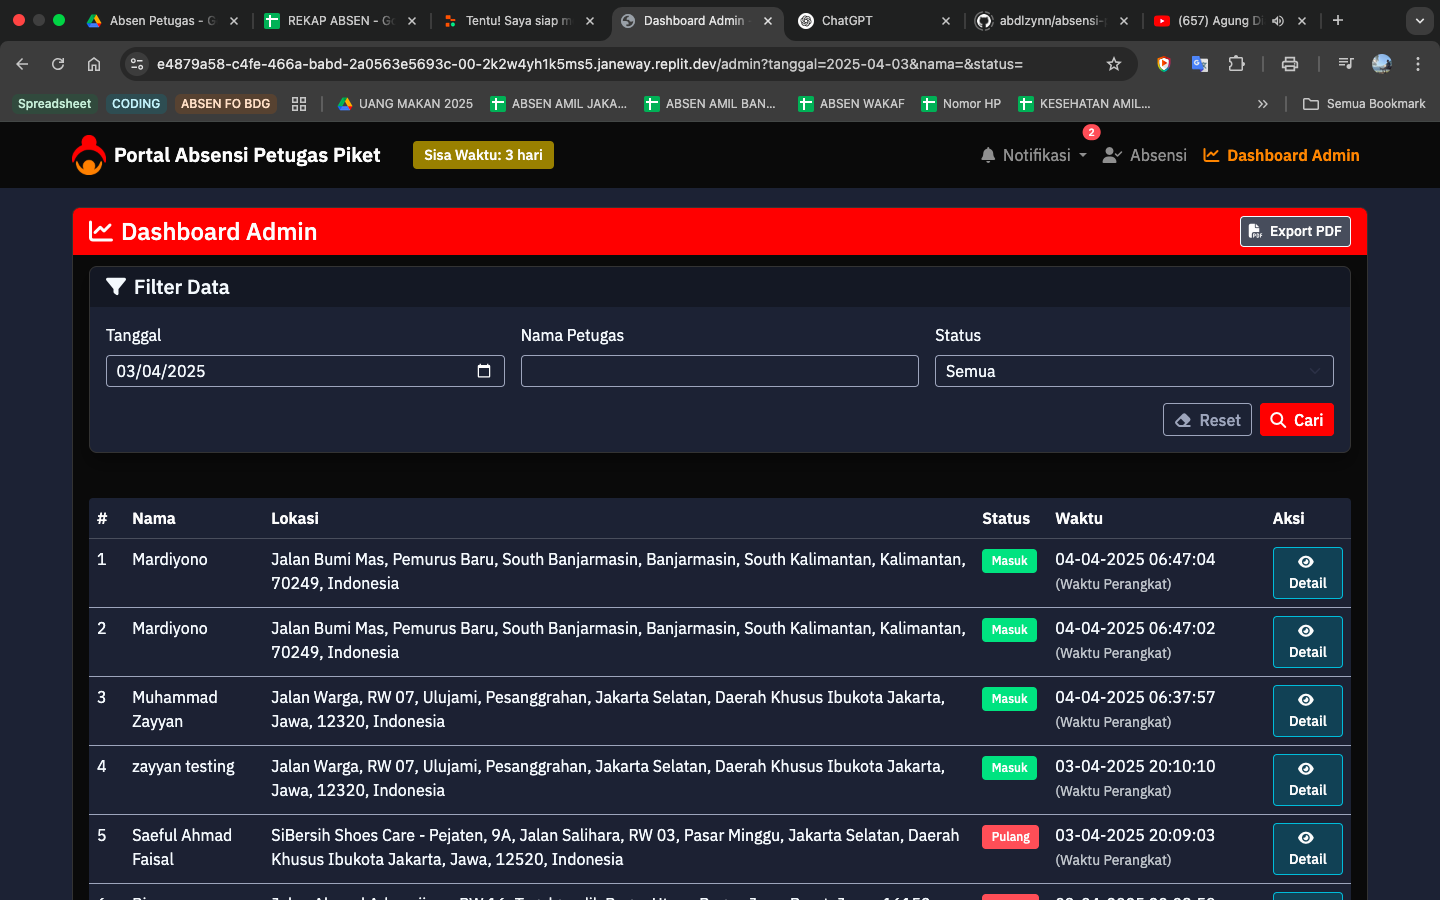 Absen Petugas - G
REKAP ABSEN - Go
Tentu! Saya siap m
Dashboard Admin
ChatGPT
abdlzynn/absensi-
(657) Agung Di
e4879a58-c4fe-466a-babd-2a0563e5693c-00-2k2w4yh1k5ms5.janeway.replit.dev/admin?tanggal=2025-04-03&nama=&status=
Spreadsheet
CODING
ABSEN FO BDG
UANG MAKAN 2025
ABSEN AMIL JAKA...
ABSEN AMIL BAN...
ABSEN WAKAF
Nomor HP
KESEHATAN AMIL...
Semua Bookmark
Portal Absensi Petugas Piket
Sisa Waktu: 3 hari
Notifikasi
2
Absensi
Dashboard Admin
Dashboard Admin
Export PDF
Filter Data
Tanggal
Nama Petugas
Status
03/04/2025
Semua
Reset
Cari
# Nama Lokasi Status Waktu Aksi
1 Mardiyono Jalan Bumi Mas, Pemurus Baru, South Banjarmasin, Banjarmasin, South Kalimantan, Kalimantan, Masuk 04-04-2025 06:47:04
70249, Indonesia (Waktu Perangkat) Detail
2 Mardiyono Jalan Bumi Mas, Pemurus Baru, South Banjarmasin, Banjarmasin, South Kalimantan, Kalimantan, Masuk 04-04-2025 06:47:02
70249, Indonesia (Waktu Perangkat) Detail
3 Muhammad Jalan Warga, RW 07, Ulujami, Pesanggrahan, Jakarta Selatan, Daerah Khusus Ibukota Jakarta, Masuk 04-04-2025 06:37:57
Zayyan Jawa, 12320, Indonesia (Waktu Perangkat) Detail
4 zayyan testing Jalan Warga, RW 07, Ulujami, Pesanggrahan, Jakarta Selatan, Daerah Khusus Ibukota Jakarta, Masuk 03-04-2025 20:10:10
Jawa, 12320, Indonesia (Waktu Perangkat) Detail
5 Saeful Ahmad SiBersih Shoes Care - Pejaten, 9A, Jalan Salihara, RW 03, Pasar Minggu, Jakarta Selatan, Daerah Pulang 03-04-2025 20:09:03
Faisal Khusus Ibukota Jakarta, Jawa, 12520, Indonesia (Waktu Perangkat) Detail